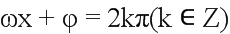 ωx + φ = 2kπ(k ∈ Z)